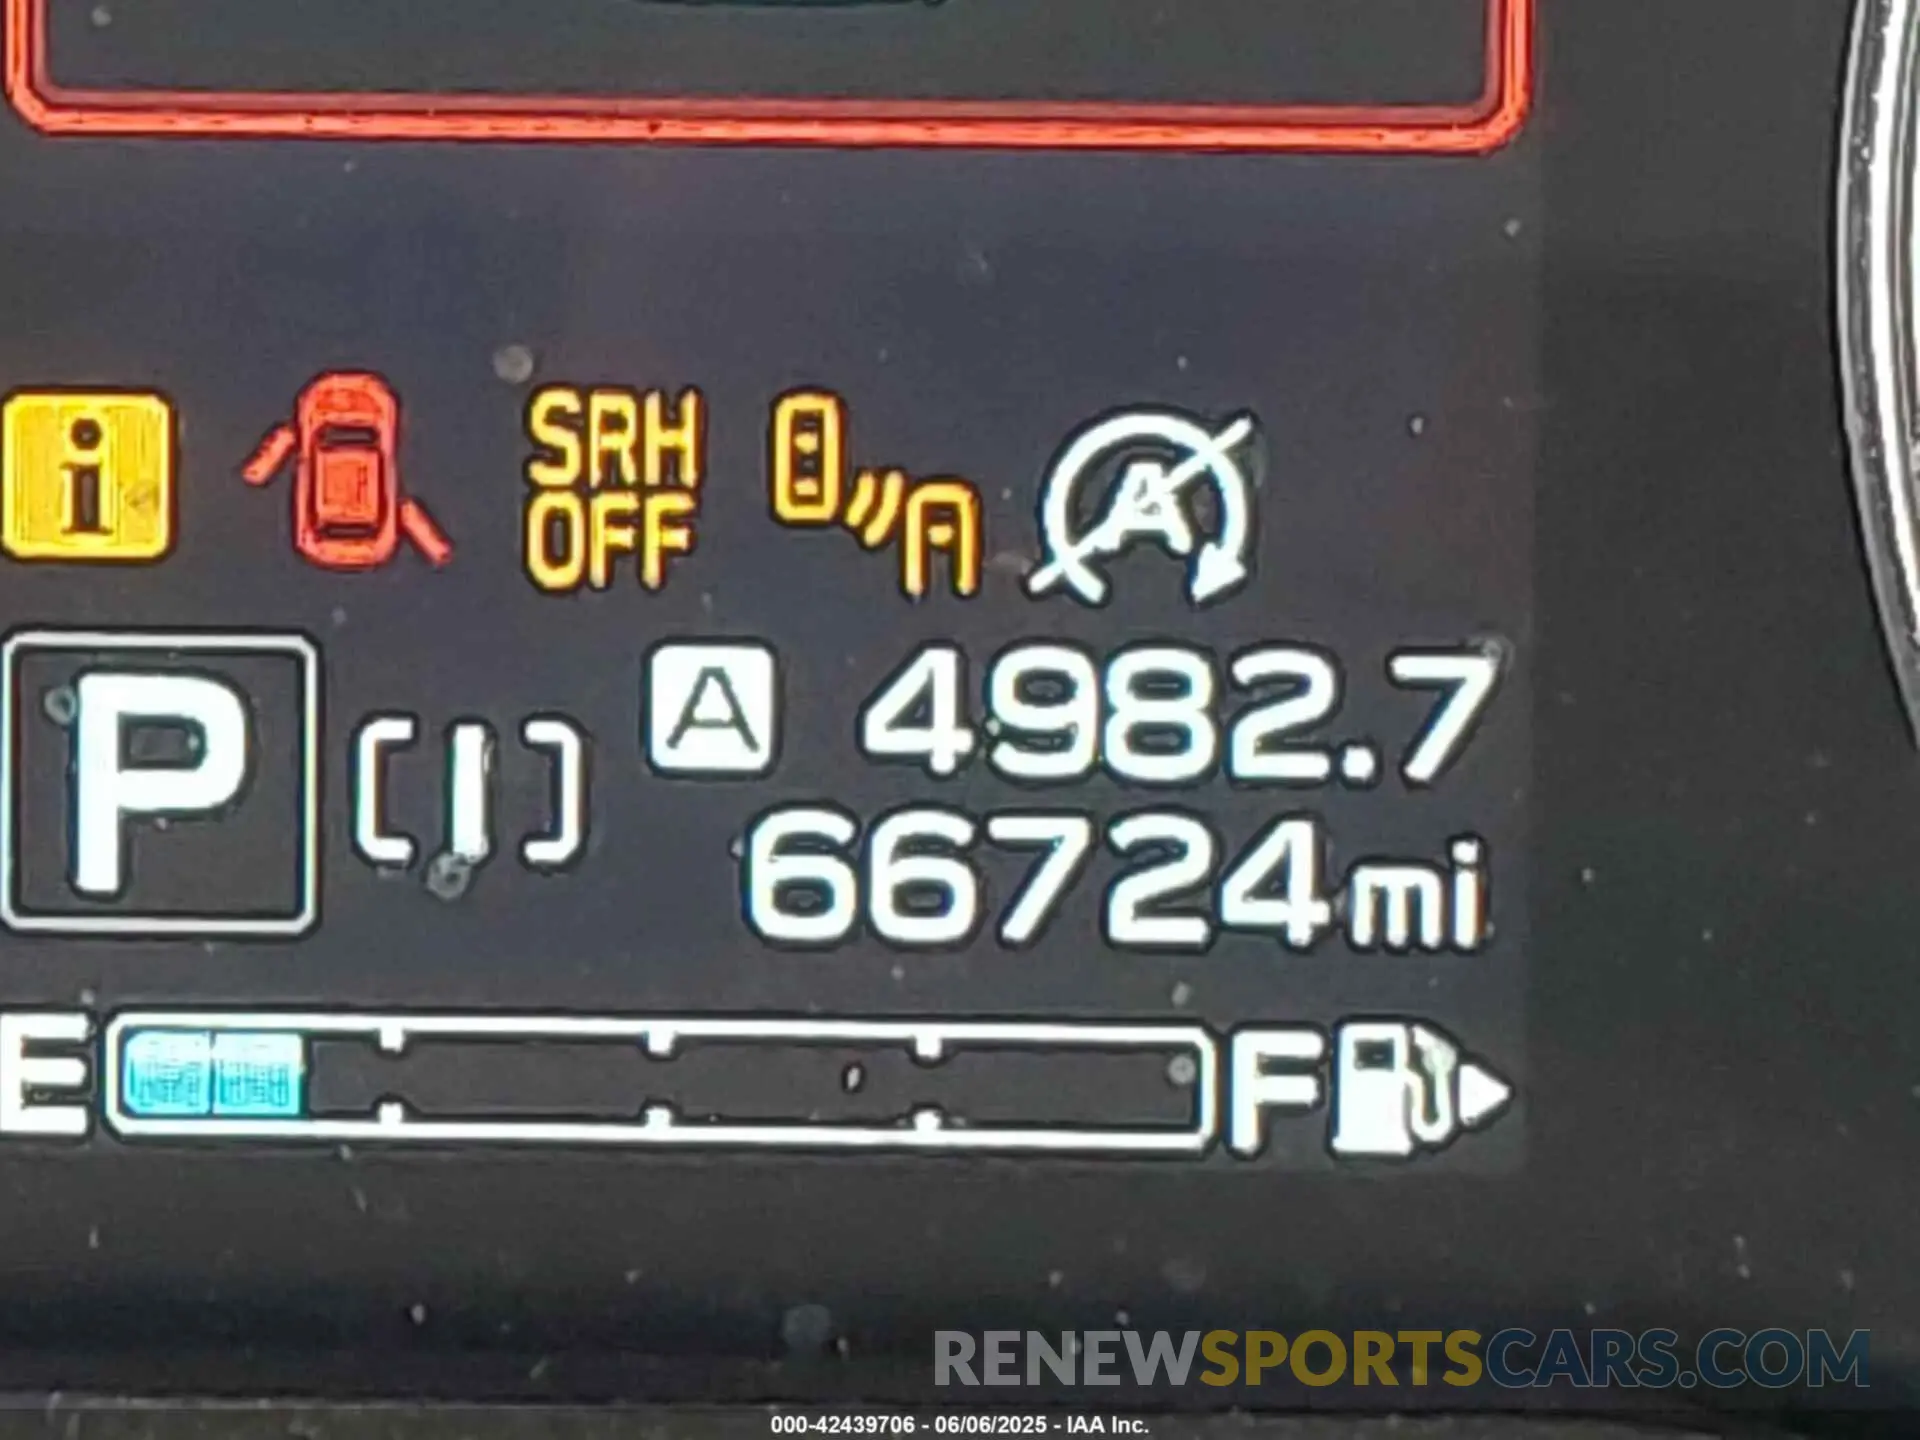 i
SRH
OFF
A
P [ I ] A 4982.7
66724mi
E F
RENEWSPORTSCARS.COM
000-42439706 - 06/06/2025 - IAA Inc.